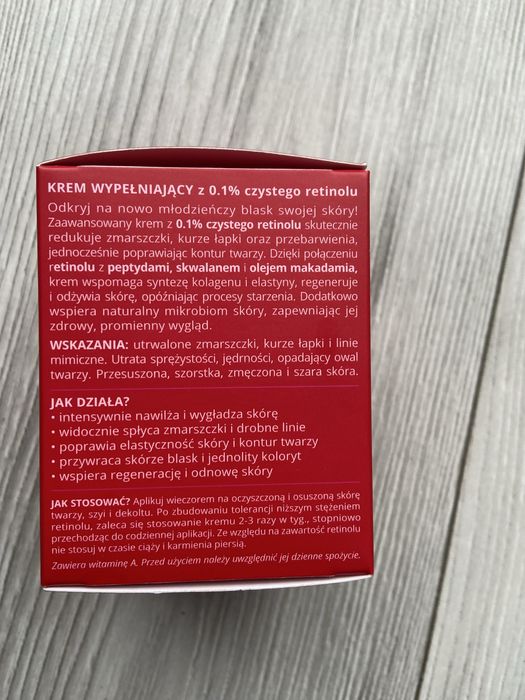 KREM WYPEŁNIAJĄCY z 0.1% czystego retinolu
Odkryj na nowo młodzieńczy blask swojej skóry!
Zaawansowany krem z 0.1% czystego retinolu skutecznie
redukuje zmarszczki, kurze łapki oraz przebarwienia,
jednocześnie poprawiając kontur twarzy. Dzięki połączeniu
retinolu z peptydami, skwalanem i olejem makadamia,
krem wspomaga syntezę kolagenu i elastyny, regeneruje
i odżywia skórę, opóźniając procesy starzenia. Dodatkowo
wspiera naturalny mikrobiom skóry, zapewniając jej
zdrowy, promienny wygląd.
WSKAZANIA: utrwalone zmarszczki, kurze łapki i linie
mimiczne. Utrata sprężystości, jędrności, opadający owal
twarzy. Przesuszona, szorstka, zmęczona i szara skóra.
JAK DZIAŁA?
• intensywnie nawilża i wygładza skórę
• widocznie spłyca zmarszczki i drobne linie
• poprawia elastyczność skóry i kontur twarzy
• przywraca skórze blask i jednolity koloryt
• wspiera regenerację i odnowę skóry
JAK STOSOWAĆ? Aplikuj wieczorem na oczyszczoną i osuszoną skórę
twarzy, szyi i dekoltu. Po zbudowaniu tolerancji niższym stężeniem
retinolu, zaleca się stosowanie kremu 2-3 razy w tyg., stopniowo
przechodząc do codziennej aplikacji. Ze względu na zawartość retinolu
nie stosuj w czasie ciąży i karmienia piersią.
Zawiera witaminę A. Przed użyciem należy uwzględnić jej dzienne spożycie.